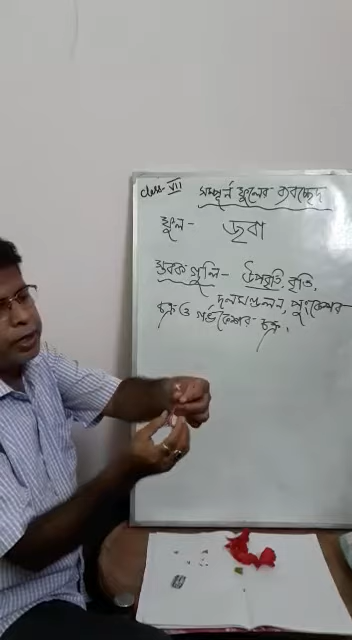 class VII সম্পূর্ন ফুলের ব্যবচ্ছেদ
ফুল - জবা
স্তবক গুলি - উপবৃতি, বৃতি,
দলমণ্ডল, পুংকেশর
চক্র ও গর্ভকেশর চক্র.